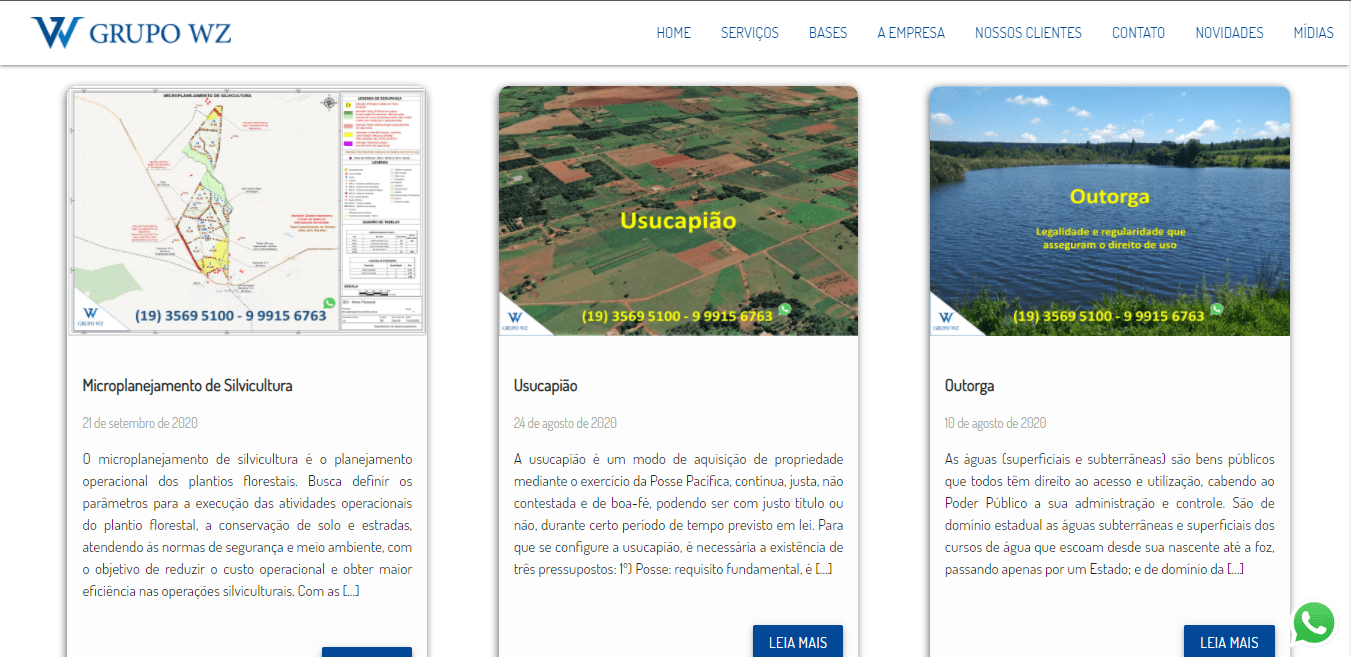 GRUPO WZ
HOME SERVIÇOS BASES A EMPRESA NOSSOS CLIENTES CONTATO NOVIDADES MÍDIAS
MICROPLANEJAMENTO DE SILVICULTURA
LEGENDA DE SEGURANÇA
LEGENDA
QUADRO DE TABELAS
GRUPO WZ
(19) 3569 5100 - 9 9915 6763
Microplanejamento de Silvicultura
21 de setembro de 2020
O microplanejamento de silvicultura é o planejamento
operacional dos plantios florestais. Busca definir os
parâmetros para a execução das atividades operacionais
do plantio florestal, a conservação de solo e estradas,
atendendo às normas de segurança e meio ambiente, com
o objetivo de reduzir o custo operacional e obter maior
eficiência nas operações silviculturais. Com as [...]
Usucapião
GRUPO WZ
(19) 3569 5100 - 9 9915 6763
Usucapião
24 de agosto de 2020
A usucapião é um modo de aquisição de propriedade
mediante o exercício da Posse Pacífica, contínua, justa, não
contestada e de boa-fé, podendo ser com justo título ou
não, durante certo período de tempo previsto em lei. Para
que se configure a usucapião, é necessária a existência de
três pressupostos: 1º) Posse: requisito fundamental, é [...]
LEIA MAIS
Outorga
Legalidade e regularidade que
asseguram o direito de uso
GRUPO WZ
(19) 3569 5100 - 9 9915 6763
Outorga
10 de agosto de 2020
As águas (superficiais e subterrâneas) são bens públicos
que todos têm direito ao acesso e utilização, cabendo ao
Poder Público a sua administração e controle. São de
domínio estadual as águas subterrâneas e superficiais dos
cursos de água que escoam desde sua nascente até a foz,
passando apenas por um Estado; e de domínio da [...]
LEIA MAIS